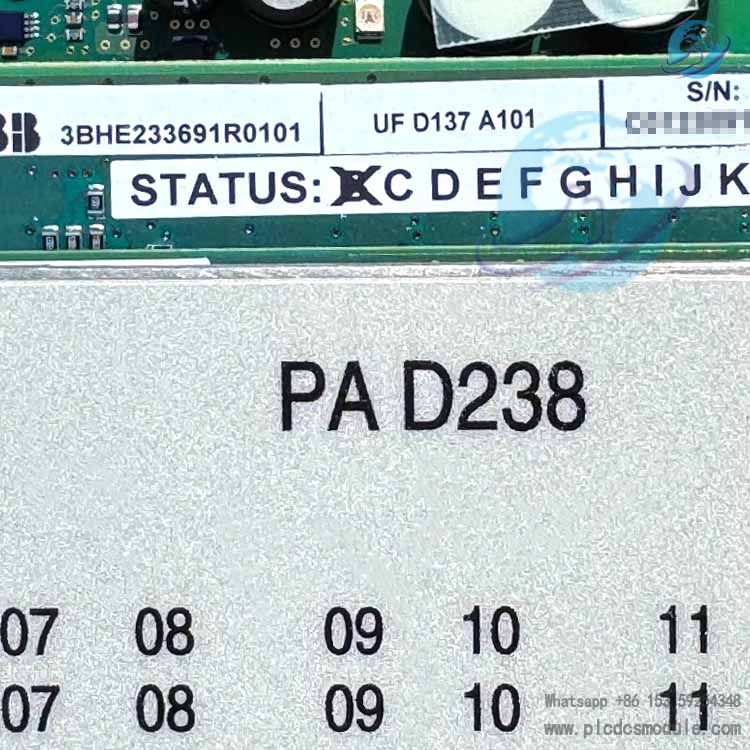 3BHE233691R0101
UF D137 A101
S/N:
STATUS: C D E F G H I J K
PA D238
07 08 09 10 11
07 08 09 10 11
Whatsapp +86
www.plcdcsmodule.com